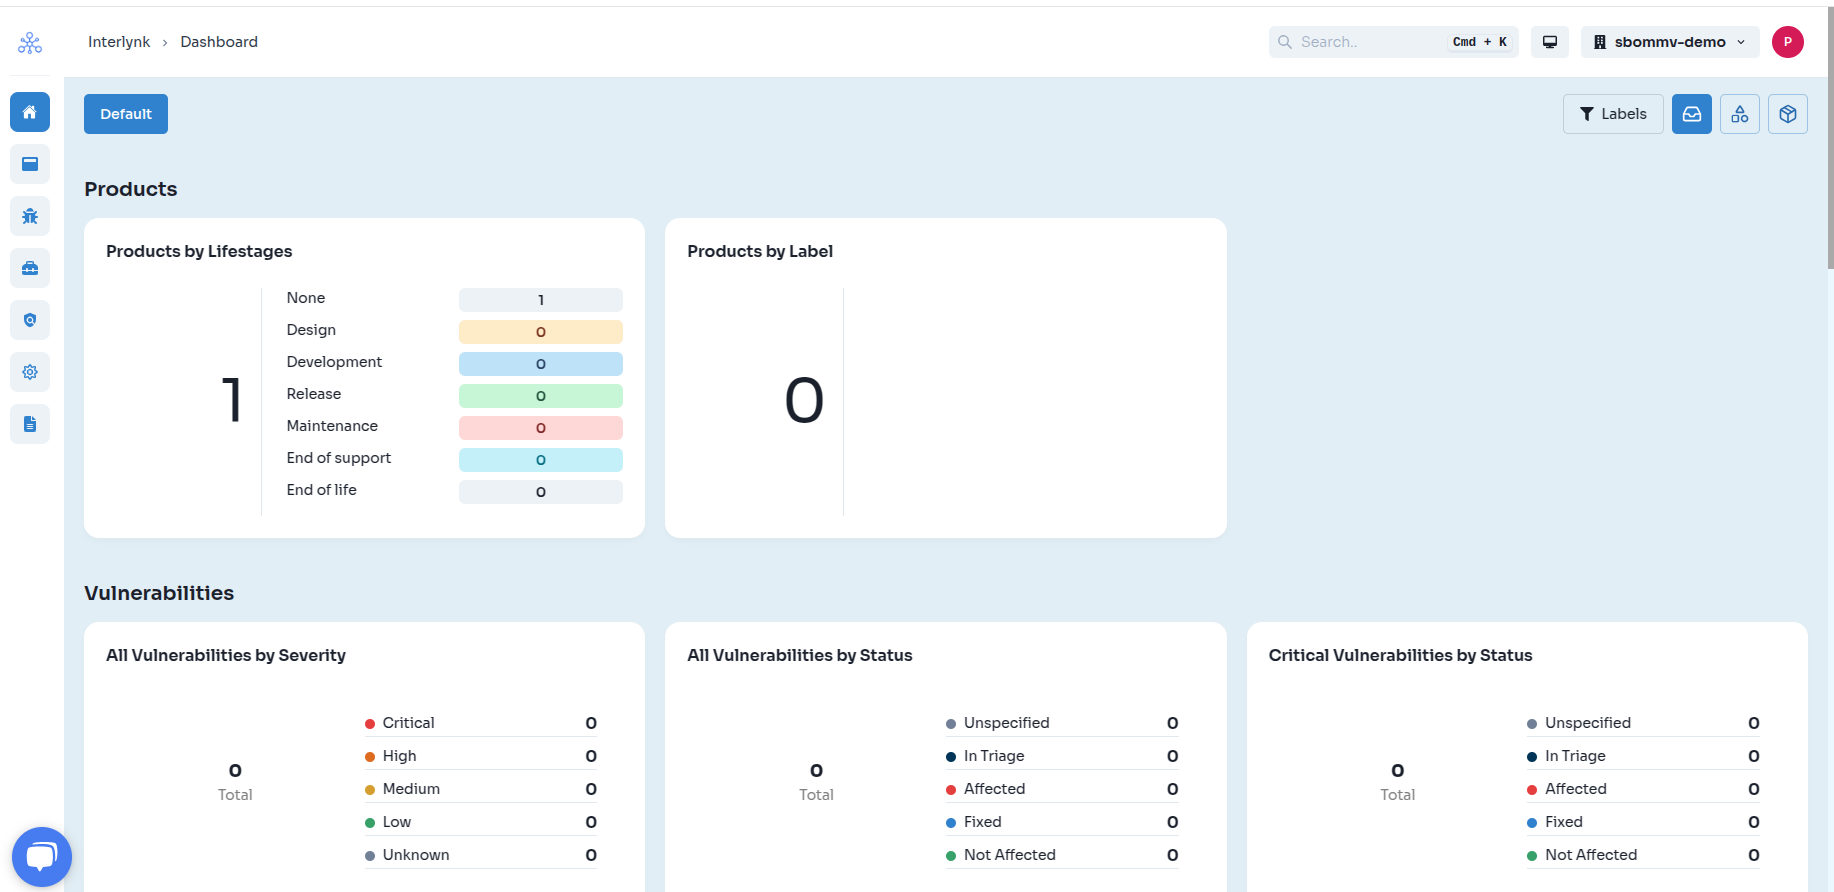 Interlynk › Dashboard
Search..
Cmd + K
sbommv-demo
P
Default
Labels
Products
Products by Lifestages
1
None 1
Design 0
Development 0
Release 0
Maintenance 0
End of support 0
End of life 0
Products by Label
0
Vulnerabilities
All Vulnerabilities by Severity
0
Total
Critical 0
High 0
Medium 0
Low 0
Unknown 0
All Vulnerabilities by Status
0
Total
Unspecified 0
In Triage 0
Affected 0
Fixed 0
Not Affected 0
Critical Vulnerabilities by Status
0
Total
Unspecified 0
In Triage 0
Affected 0
Fixed 0
Not Affected 0